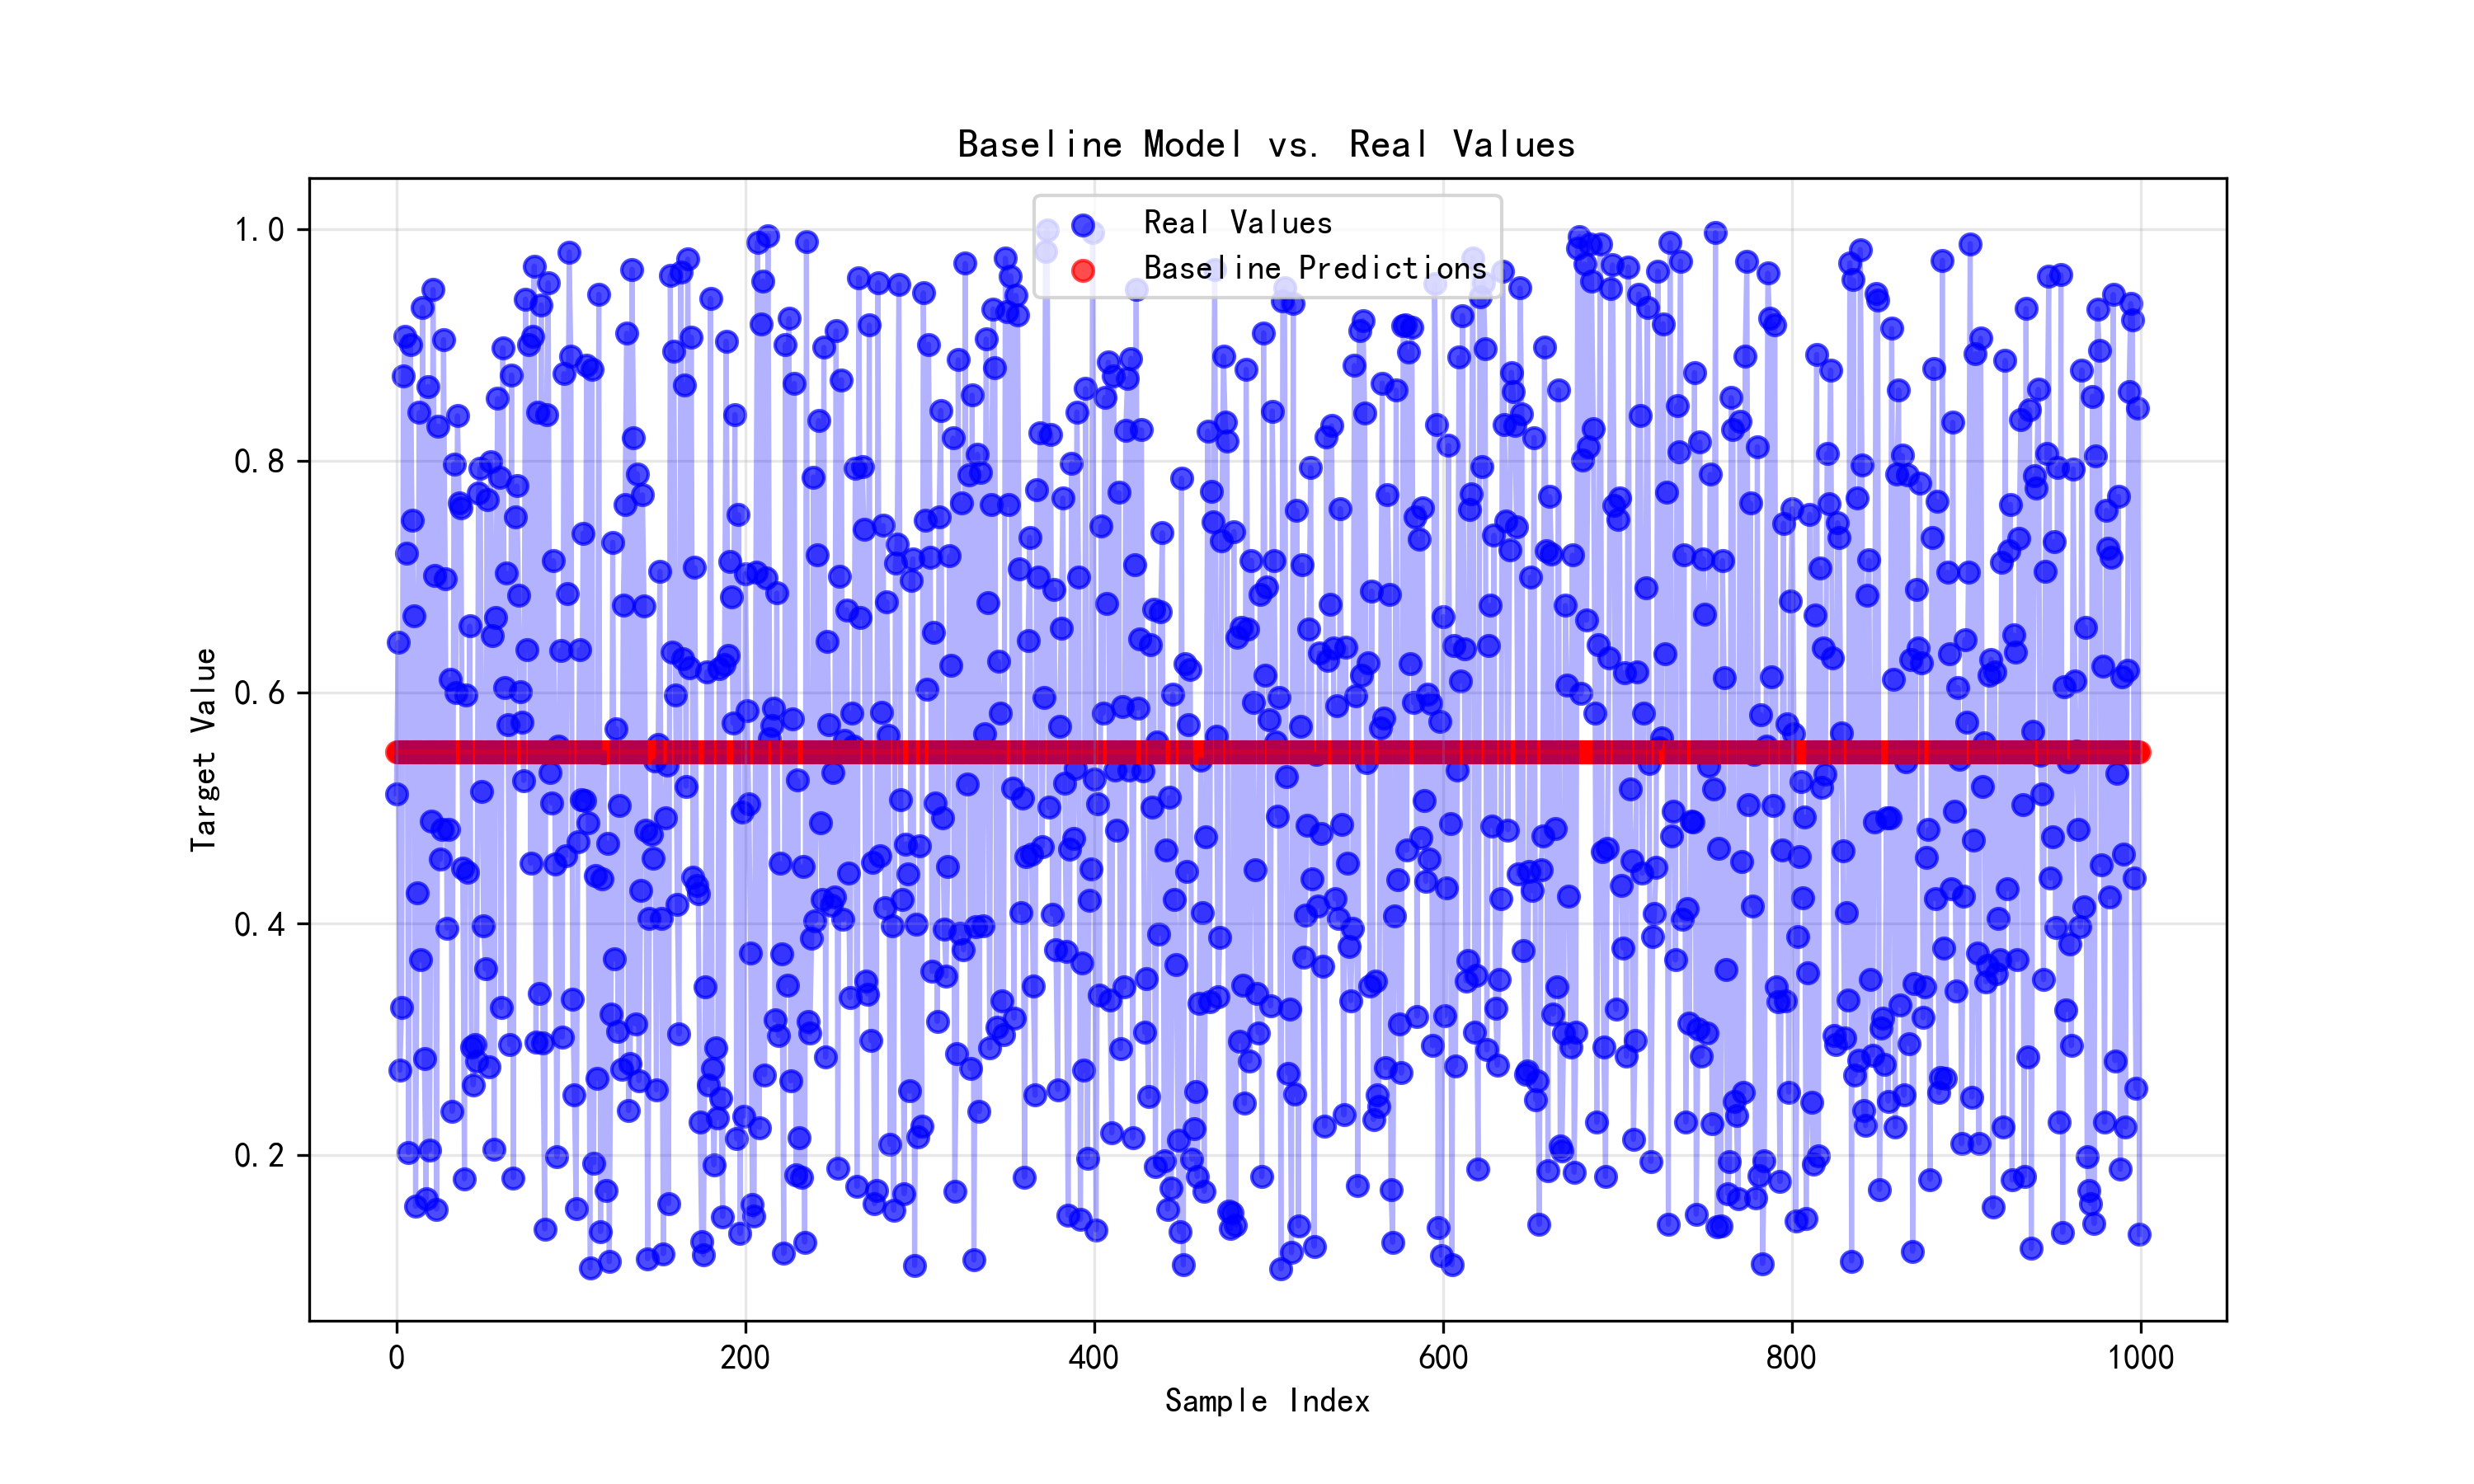 Baseline Model vs. Real Values
Real Values
Baseline Predictions
1.0
0.8
0.6
0.4
0.2
Target Value
0 200 400 600 800 1000
Sample Index